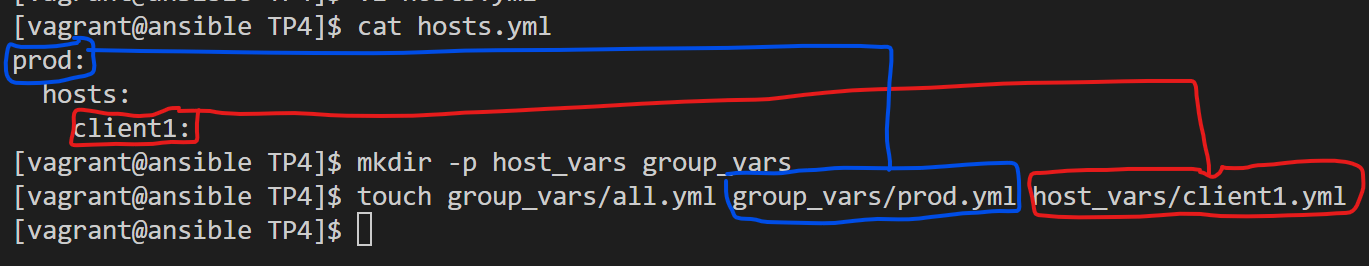 [vagrant@ansible TP4]$ cat hosts.yml
prod:
  hosts:
    client1:
[vagrant@ansible TP4]$ mkdir -p host_vars group_vars
[vagrant@ansible TP4]$ touch group_vars/all.yml group_vars/prod.yml host_vars/client1.yml
[vagrant@ansible TP4]$